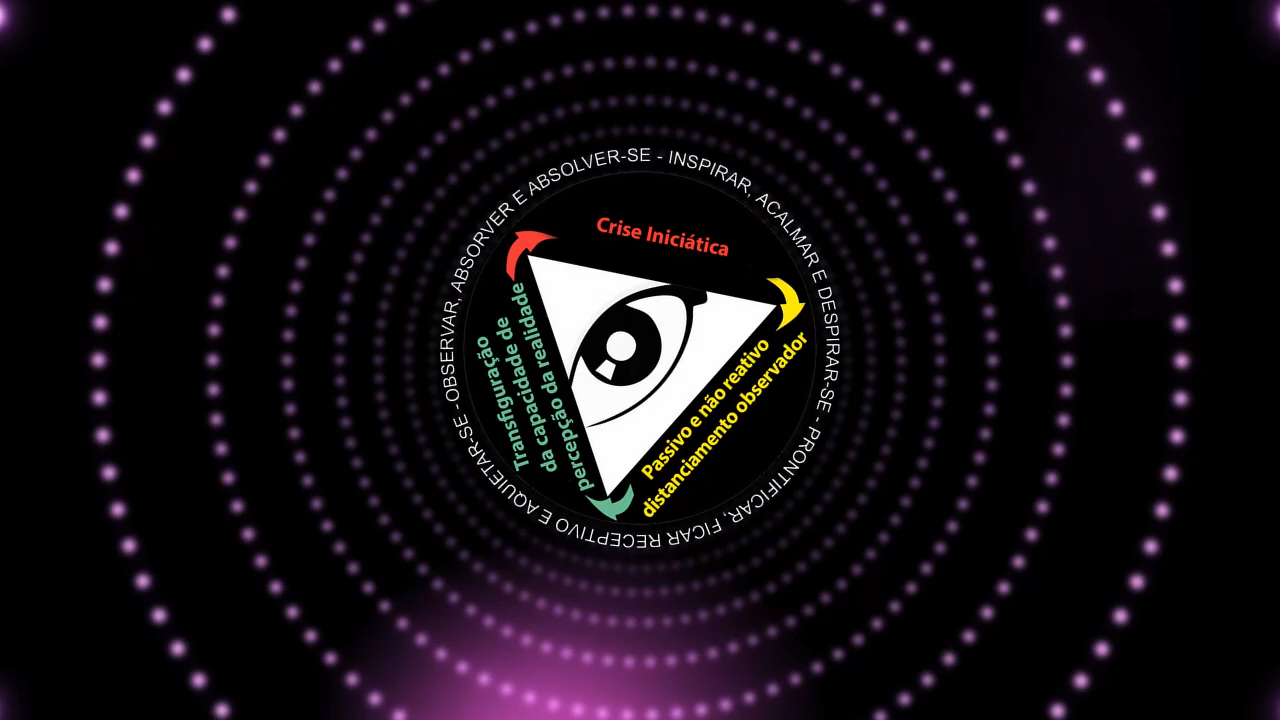 OBSERVAR, ABSORVER E ABSOLVER-SE - INSPIRAR, ACALMAR E DESPIRAR-SE - PRONTIFICAR, FICAR RECEPTIVO E AQUIETAR-SE -
Crise Iniciática
Passivo e não reativo
distanciamento observador
Transfiguração
da capacidade de
percepção da realidade